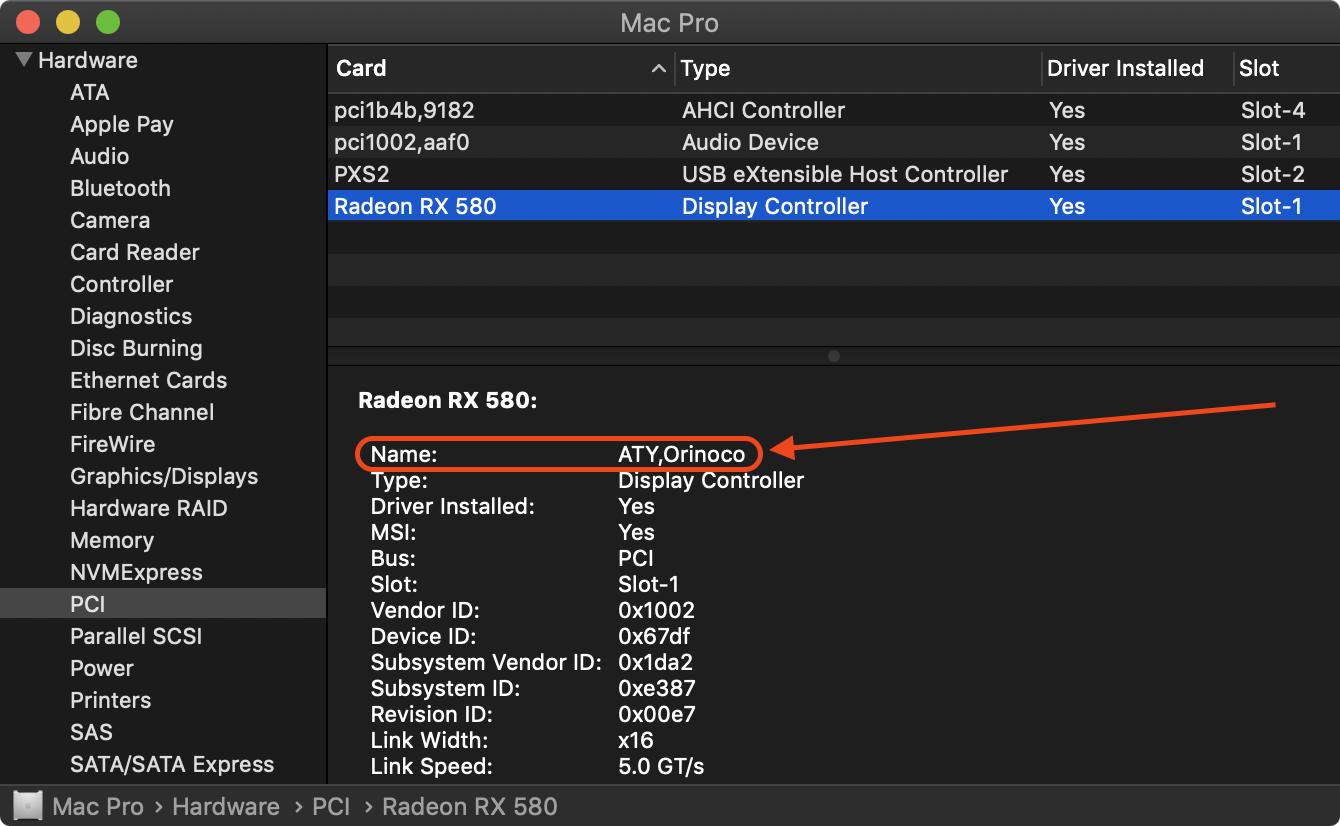 Mac Pro
Hardware
ATA
Apple Pay
Audio
Bluetooth
Camera
Card Reader
Controller
Diagnostics
Disc Burning
Ethernet Cards
Fibre Channel
FireWire
Graphics/Displays
Hardware RAID
Memory
NVMExpress
PCI
Parallel SCSI
Power
Printers
SAS
SATA/SATA Express
Card Type Driver Installed Slot
pci1b4b,9182 AHCI Controller Yes Slot-4
pci1002,aaf0 Audio Device Yes Slot-1
PXS2 USB eXtensible Host Controller Yes Slot-2
Radeon RX 580 Display Controller Yes Slot-1
Radeon RX 580:
Name: ATY,Orinoco
Type: Display Controller
Driver Installed: Yes
MSI: Yes
Bus: PCI
Slot: Slot-1
Vendor ID: 0x1002
Device ID: 0x67df
Subsystem Vendor ID: 0x1da2
Subsystem ID: 0xe387
Revision ID: 0x00e7
Link Width: x16
Link Speed: 5.0 GT/s
Mac Pro › Hardware › PCI › Radeon RX 580